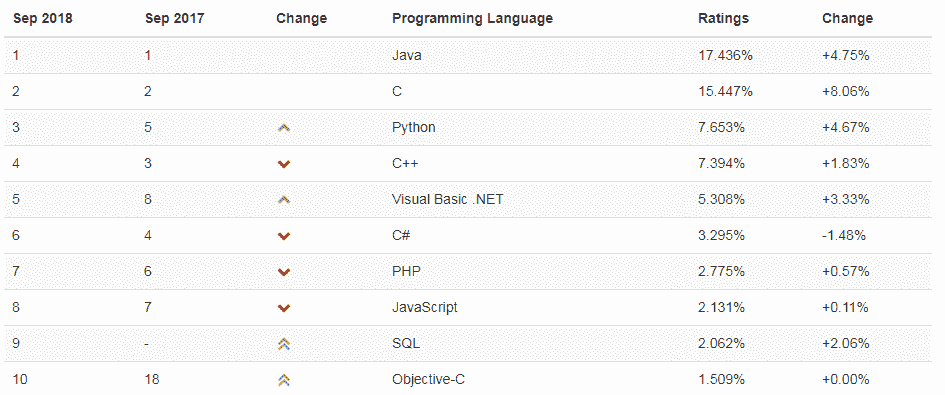 Sep 2018 Sep 2017 Change Programming Language Ratings Change
1 1 Java 17.436% +4.75%
2 2 C 15.447% +8.06%
3 5 Python 7.653% +4.67%
4 3 C++ 7.394% +1.83%
5 8 Visual Basic .NET 5.308% +3.33%
6 4 C# 3.295% -1.48%
7 6 PHP 2.775% +0.57%
8 7 JavaScript 2.131% +0.11%
9 - SQL 2.062% +2.06%
10 18 Objective-C 1.509% +0.00%